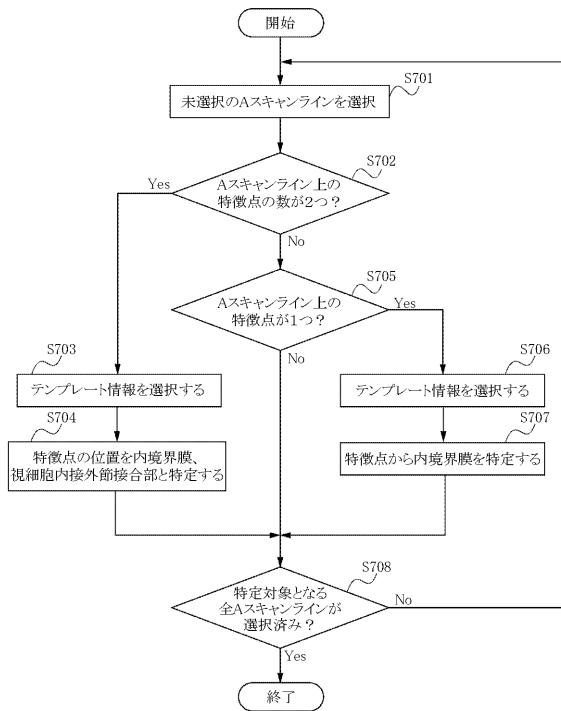 開始
S701
未選択のAスキャンラインを選択
S702
Yes
Aスキャンライン上の
特徴点の数が2つ?
No
S705
Aスキャンライン上の
特徴点が1つ?
Yes
No
S703
テンプレート情報を選択する
S706
テンプレート情報を選択する
S704
特徴点の位置を内境界膜、
視細胞内接外節接合部と特定する
S707
特徴点から内境界膜を特定する
S708
特定対象となる
全Aスキャンラインが
選択済み?
No
Yes
終了